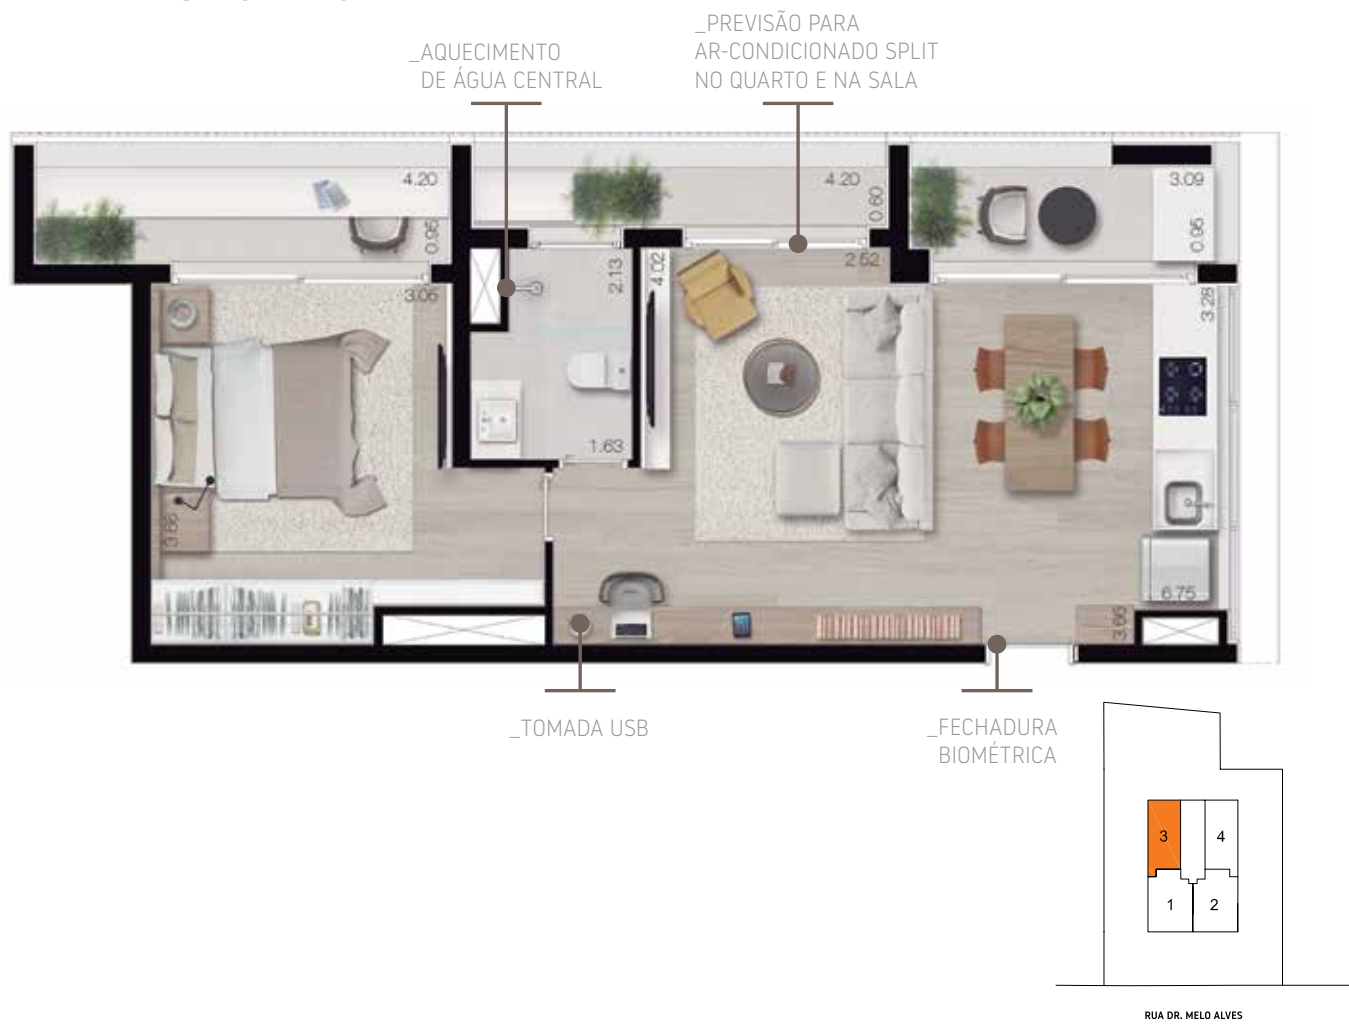 _AQUECIMENTO
DE ÁGUA CENTRAL
_PREVISÃO PARA
AR-CONDICIONADO SPLIT
NO QUARTO E NA SALA
4.20
0.95
4.20
0.60
3.09
0.95
3.05
2.13
4.02
2.52
3.28
1.63
3.86
6.75
3.65
_TOMADA USB
_FECHADURA
BIOMÉTRICA
3
4
1
2
RUA DR. MELO ALVES